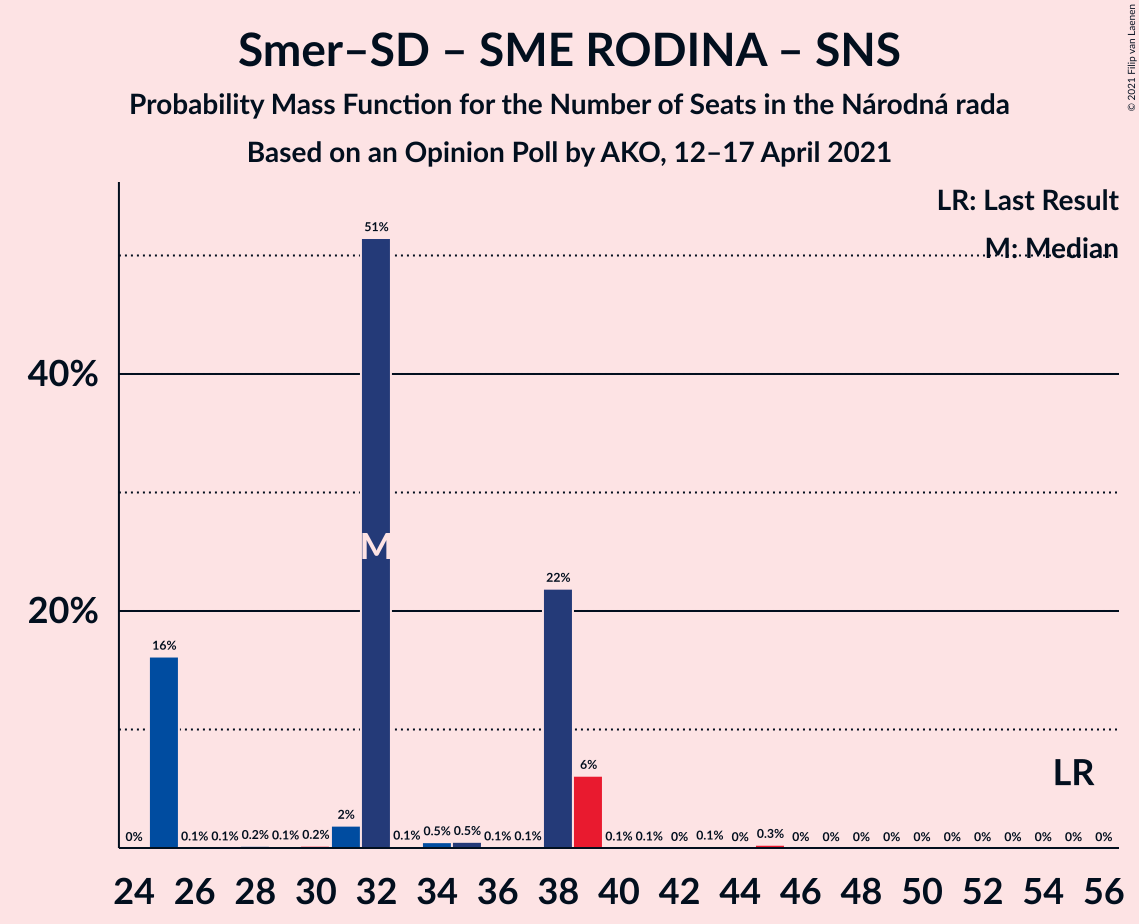 Smer–SD – SME RODINA – SNS
Probability Mass Function for the Number of Seats in the Národná rada
Based on an Opinion Poll by AKO, 12–17 April 2021
© 2021 Filip van Laenen
LR: Last Result
M: Median
40%
20%
0% 16% 0.1% 0.1% 0.2% 0.1% 0.2% 2% 51% 0.1% 0.5% 0.5% 0.1% 0.1% 22% 6% 0.1% 0.1% 0% 0.1% 0% 0.3% 0% 0% 0% 0% 0% 0% 0% 0% 0% 0% 0%
M
LR
24 26 28 30 32 34 36 38 40 42 44 46 48 50 52 54 56